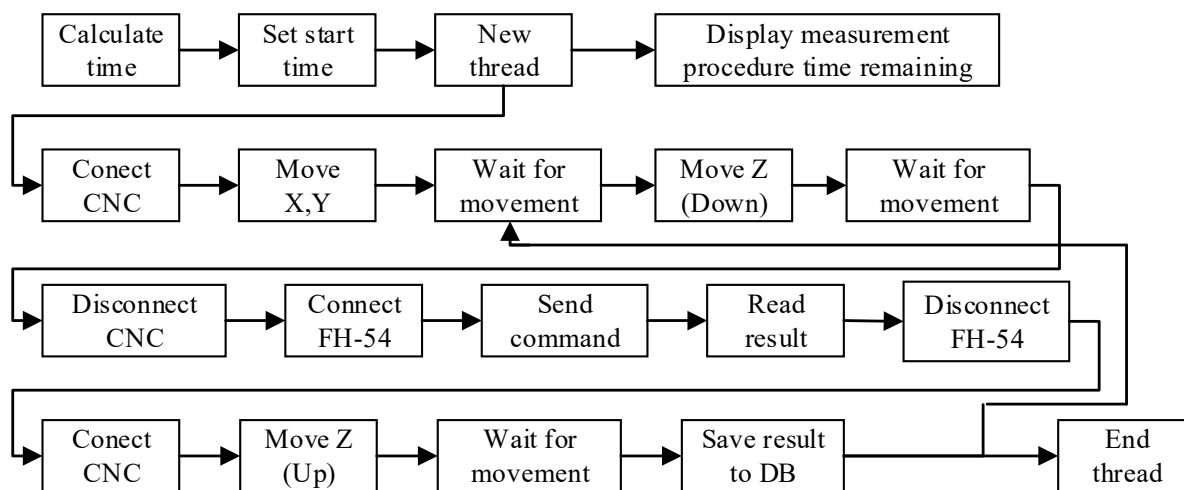 Calculate
time
Set start
time
New
thread
Display measurement
procedure time remaining
Conect
CNC
Move
X,Y
Wait for
movement
Move Z
(Down)
Wait for
movement
Disconnect
CNC
Connect
FH-54
Send
command
Read
result
Disconnect
FH-54
Conect
CNC
Move Z
(Up)
Wait for
movement
Save result
to DB
End
thread